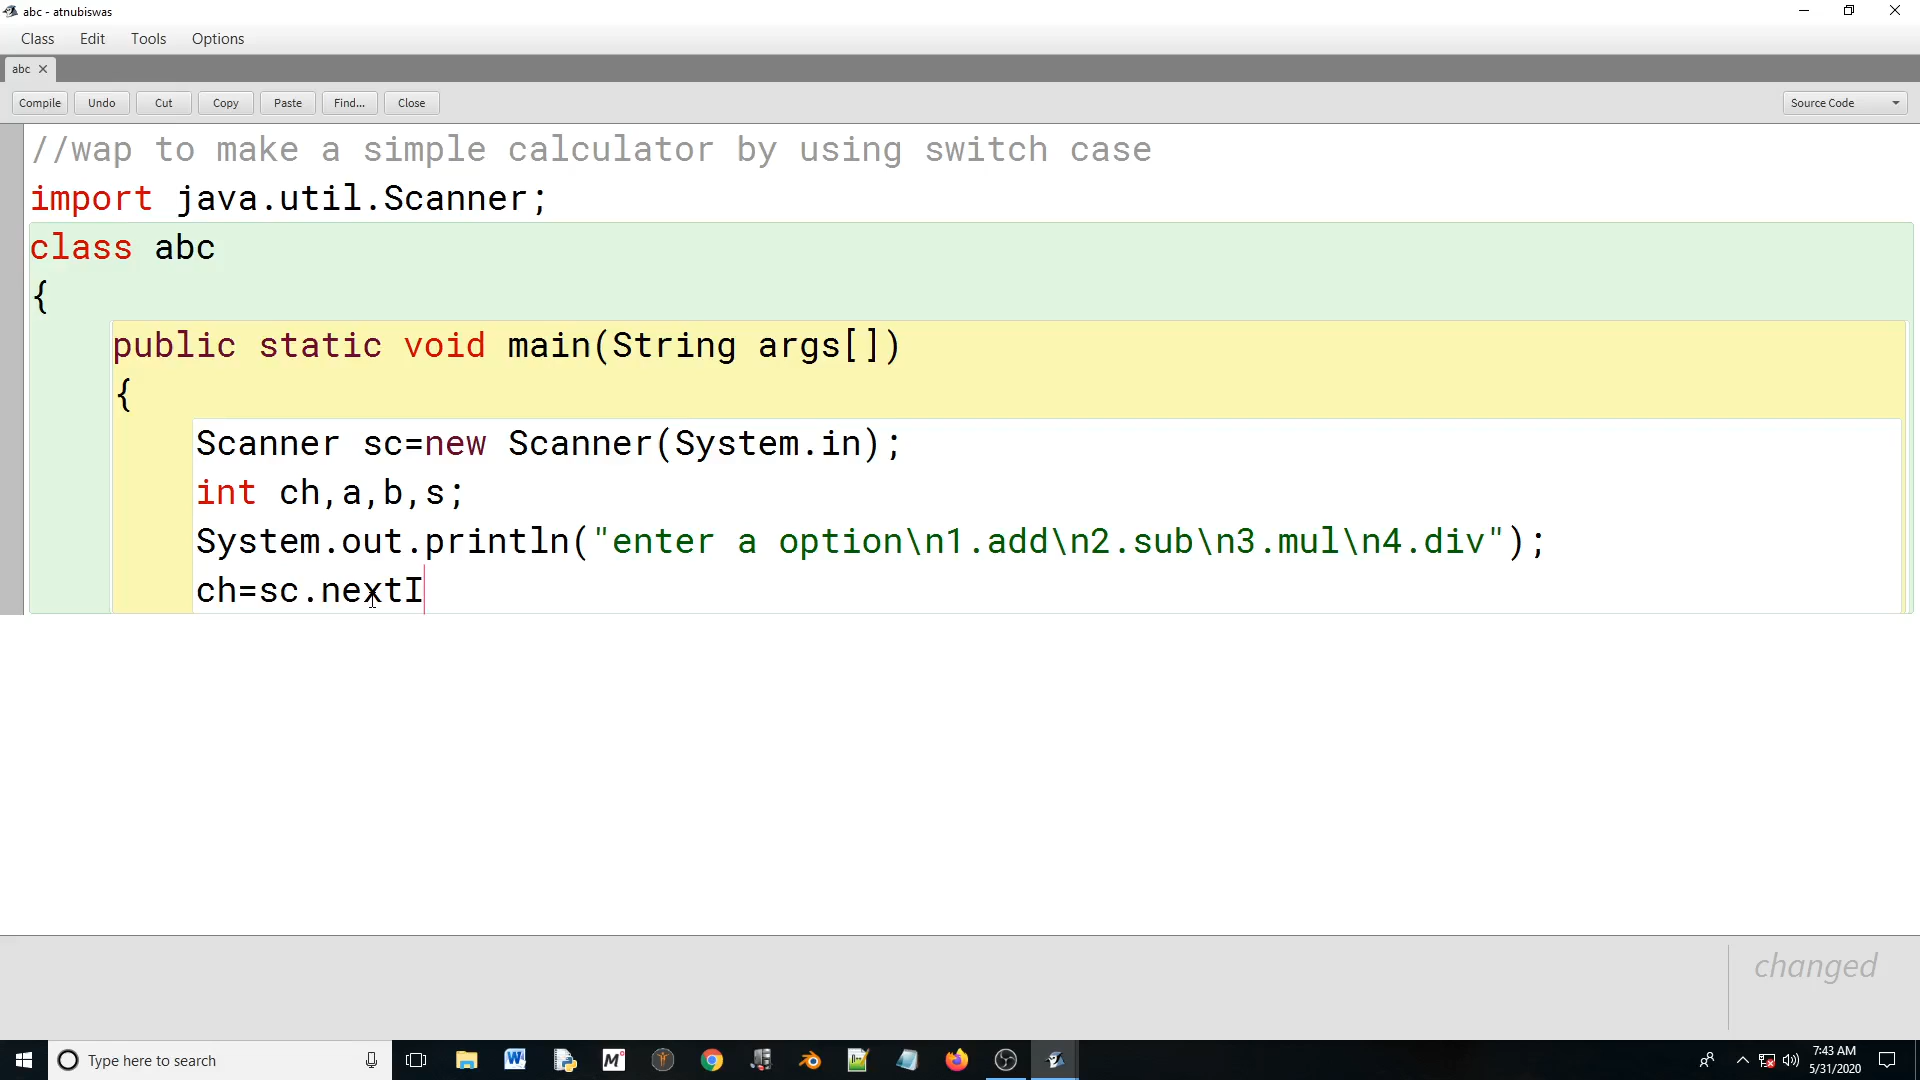 abc - atnubiswas
Class Edit Tools Options
abc
Compile Undo Cut Copy Paste Find... Close Source Code
//wap to make a simple calculator by using switch case
import java.util.Scanner;
class abc
{
public static void main(String args[])
{
Scanner sc=new Scanner(System.in);
int ch,a,b,s;
System.out.println("enter a option\n1.add\n2.sub\n3.mul\n4.div");
ch=sc.nextI
changed
Type here to search
7:43 AM
5/31/2020